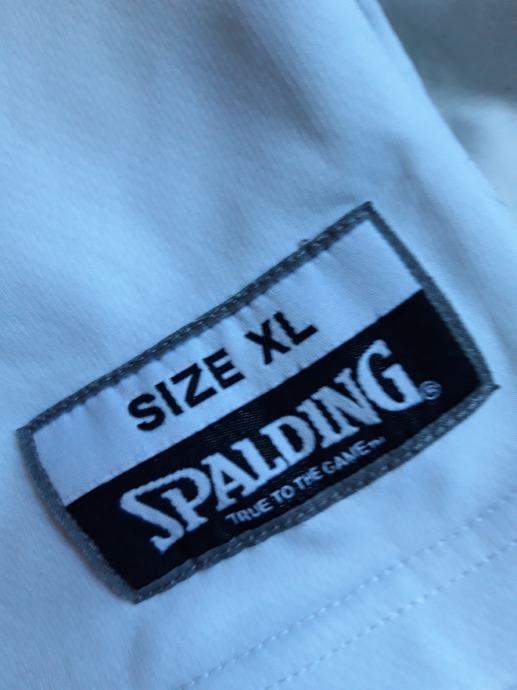 SIZE XL
SPALDING®
TRUE TO THE GAME™